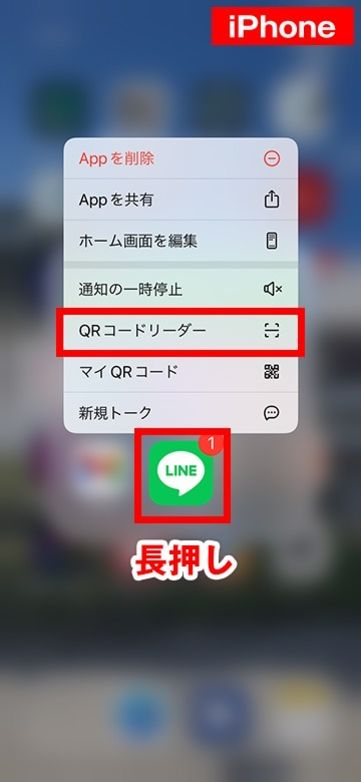 iPhone
Appを削除
Appを共有
ホーム画面を編集
通知の一時停止
QRコードリーダー
マイQRコード
新規トーク
1
LINE
長押し